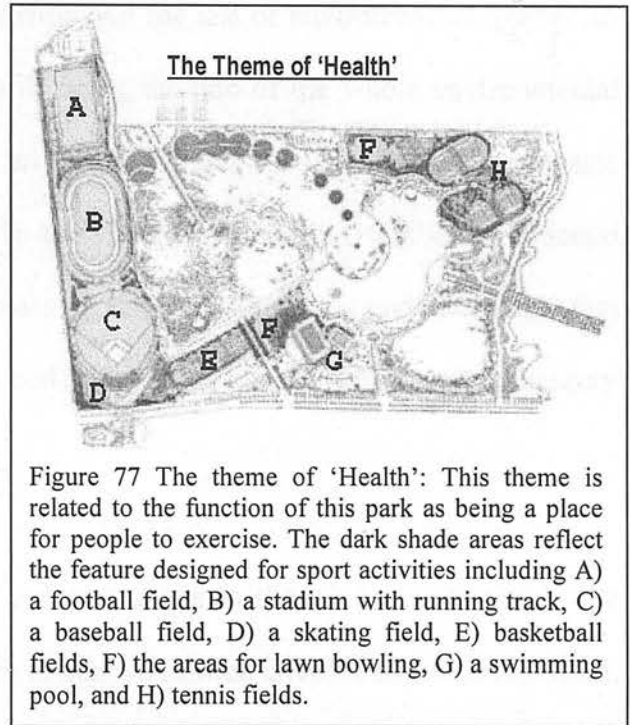 The Theme of 'Health'
A
F
H
B
C
F
E
G
D
Figure 77 The theme of 'Health': This theme is
related to the function of this park as being a place
for people to exercise. The dark shade areas reflect
the feature designed for sport activities including A)
a football field, B) a stadium with running track, C)
a baseball field, D) a skating field, E) basketball
fields, F) the areas for lawn bowling, G) a swimming
pool, and H) tennis fields.